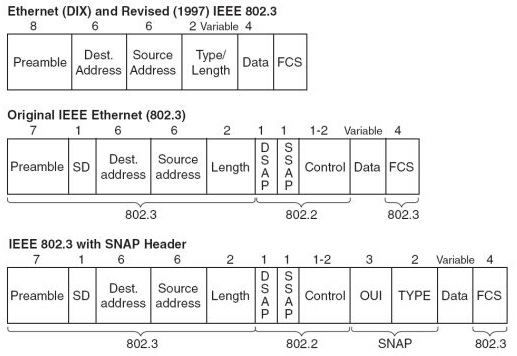 Ethernet (DIX) and Revised (1997) IEEE 802.3
8 6 6 2 Variable 4
Preamble Dest. Address Source Address Type/ Length Data FCS
Original IEEE Ethernet (802.3)
7 1 6 6 2 1 1 1-2 Variable 4
Preamble SD Dest. address Source address Length DSAP SSAP Control Data FCS
802.3 802.2 802.3
IEEE 802.3 with SNAP Header
7 1 6 6 2 1 1 1-2 3 2 Variable 4
Preamble SD Dest. address Source address Length DSAP SSAP Control OUI TYPE Data FCS
802.3 802.2 SNAP 802.3